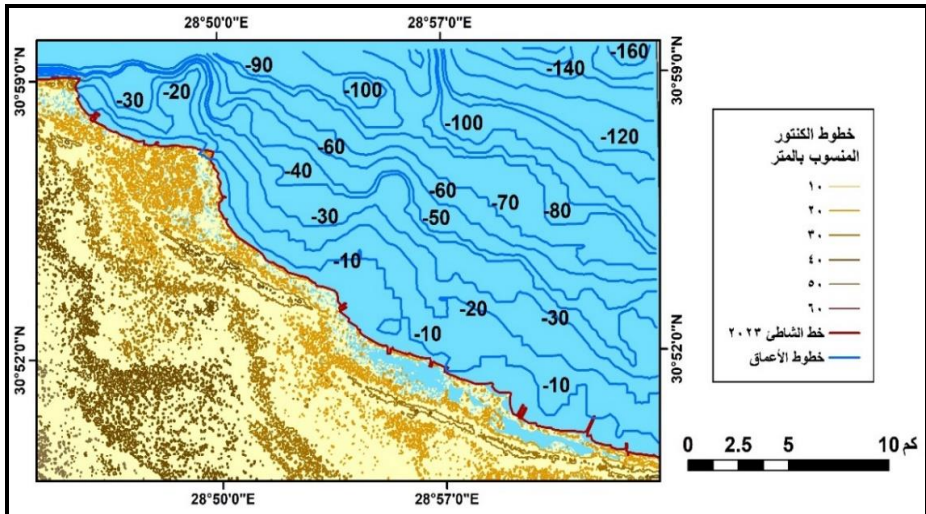 28°50'0"E
28°57'0"E
30°59'0"N
30°59'0"N
-90
-140
-160
-30
-20
-100
-100
-120
-60
-40
-60
-70
-80
-30
-50
-10
-20
-30
-10
-10
30°52'0"N
30°52'0"N
28°50'0"E
28°57'0"E
خطوط الكنتور
المنسوب بالمتر
١٠
٢٠
٣٠
٤٠
٥٠
٦٠
خط الشاطئ ٢٠٢٣
خطوط الأعماق
0 2.5 5 10 كم